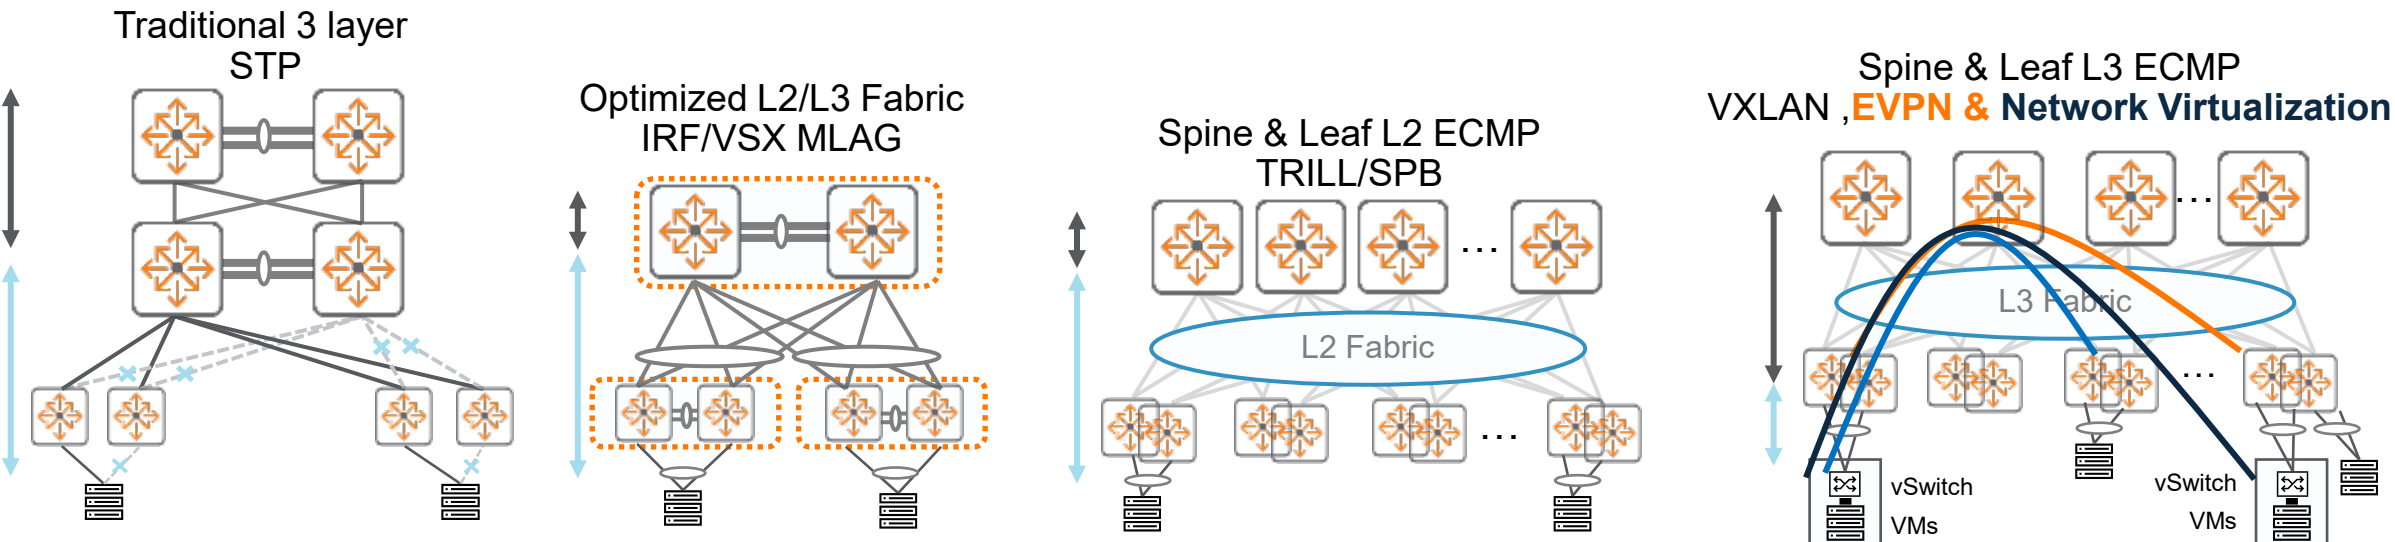 Traditional 3 layer
STP
Optimized L2/L3 Fabric
IRF/VSX MLAG
Spine & Leaf L2 ECMP
TRILL/SPB
...
L2 Fabric
...
Spine & Leaf L3 ECMP
VXLAN ,EVPN & Network Virtualization
...
L3 Fabric
...
vSwitch
VMs
vSwitch
VMs